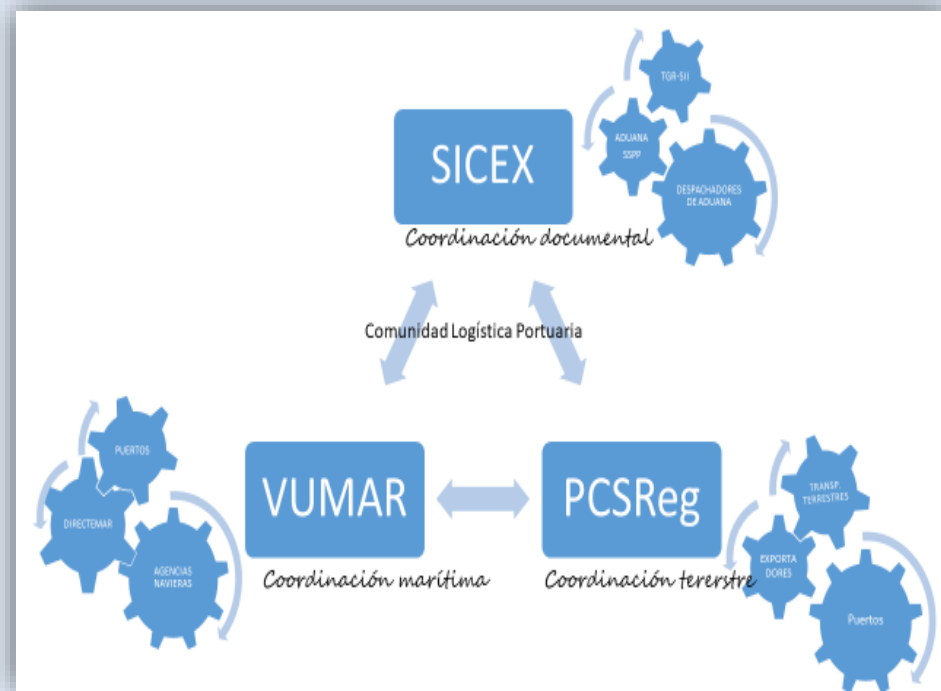 TGR-SII
ADUANA
SSPP
DESPACHADORES
DE ADUANA
SICEX
Coordinación documental
Comunidad Logística Portuaria
PUERTOS
DIRECTEMAR
AGENCIAS
NAVIERAS
VUMAR
Coordinación marítima
PCSReg
Coordinación tererstre
TRANSP.
TERRESTRES
EXPORTA
DORES
Puertos